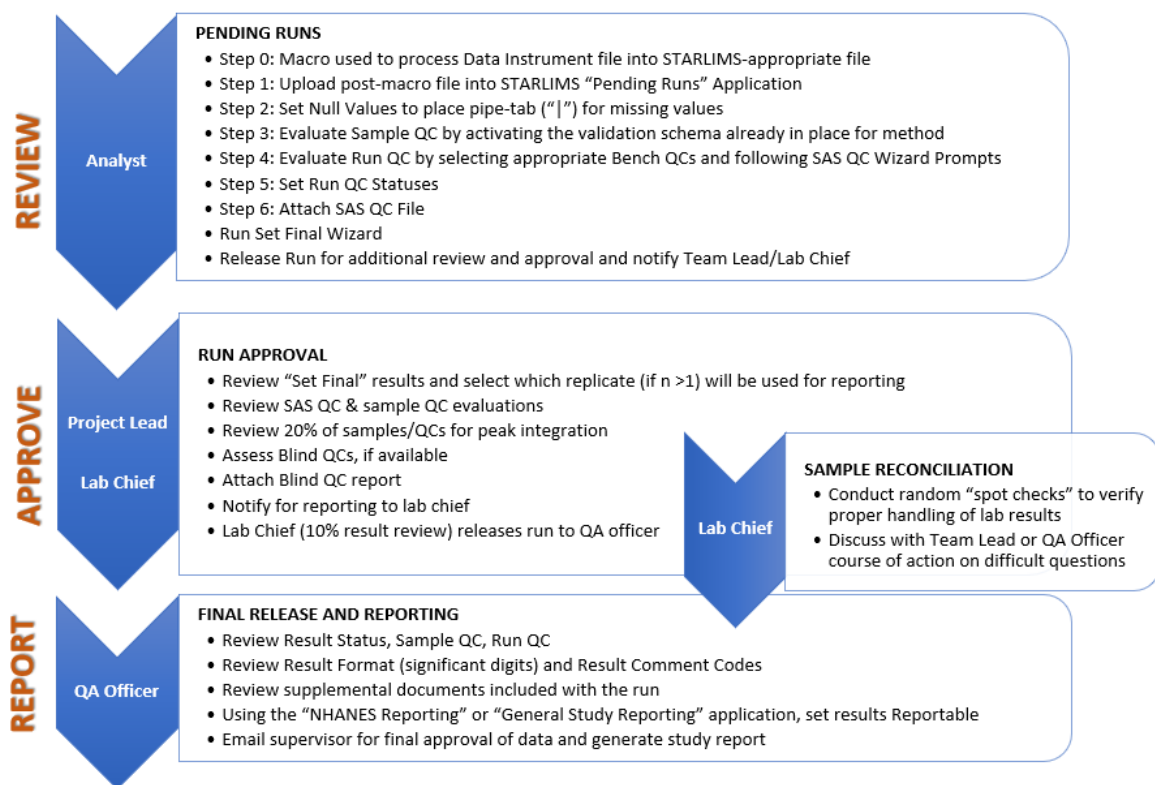 REVIEW
Analyst
PENDING RUNS
• Step 0: Macro used to process Data Instrument file into STARLIMS-appropriate file
• Step 1: Upload post-macro file into STARLIMS “Pending Runs” Application
• Step 2: Set Null Values to place pipe-tab (“|”) for missing values
• Step 3: Evaluate Sample QC by activating the validation schema already in place for method
• Step 4: Evaluate Run QC by selecting appropriate Bench QCs and following SAS QC Wizard Prompts
• Step 5: Set Run QC Statuses
• Step 6: Attach SAS QC File
• Run Set Final Wizard
• Release Run for additional review and approval and notify Team Lead/Lab Chief
APPROVE
Project Lead
Lab Chief
RUN APPROVAL
• Review “Set Final” results and select which replicate (if n >1) will be used for reporting
• Review SAS QC & sample QC evaluations
• Review 20% of samples/QCs for peak integration
• Assess Blind QCs, if available
• Attach Blind QC report
• Notify for reporting to lab chief
• Lab Chief (10% result review) releases run to QA officer
Lab Chief
SAMPLE RECONCILIATION
• Conduct random “spot checks” to verify
proper handling of lab results
• Discuss with Team Lead or QA Officer
course of action on difficult questions
REPORT
QA Officer
FINAL RELEASE AND REPORTING
• Review Result Status, Sample QC, Run QC
• Review Result Format (significant digits) and Result Comment Codes
• Review supplemental documents included with the run
• Using the “NHANES Reporting” or “General Study Reporting” application, set results Reportable
• Email supervisor for final approval of data and generate study report